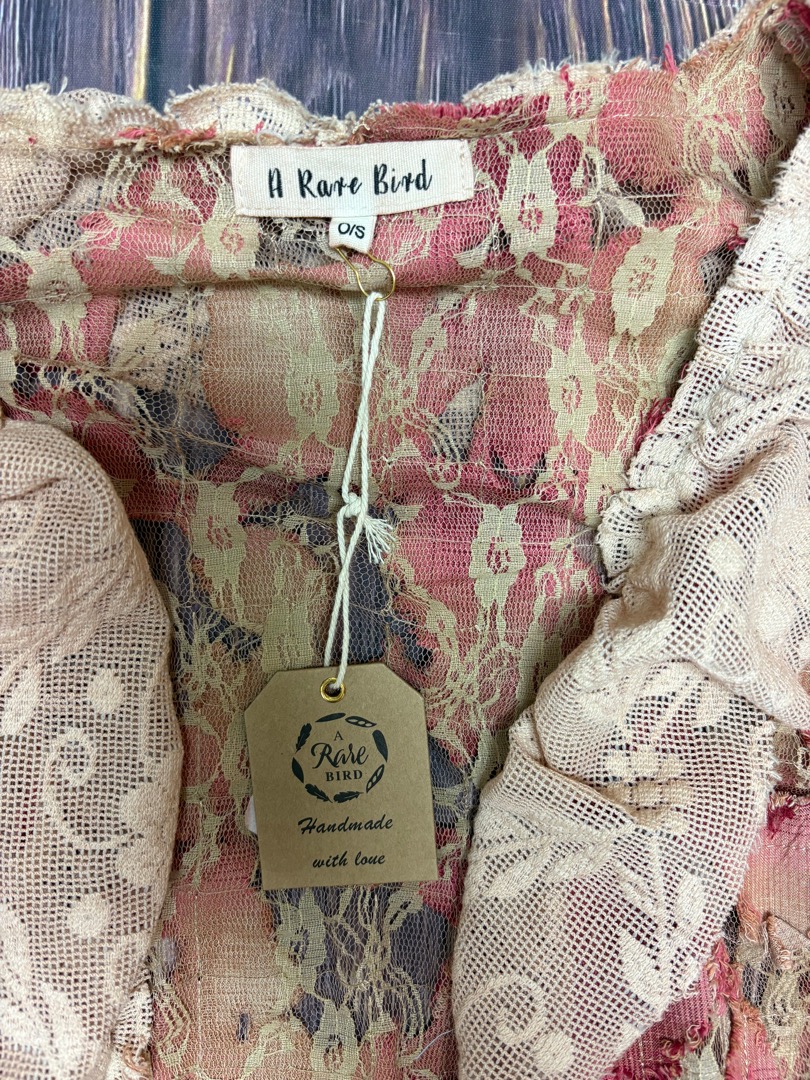 A Rare Bird
O/S
A
Rare
BIRD
Handmade
with love